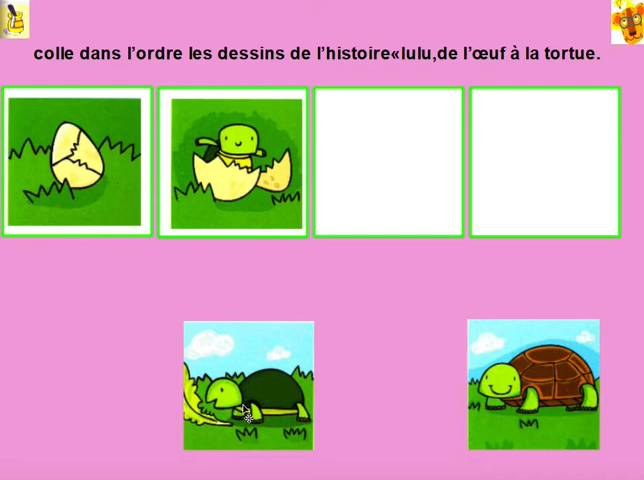 colle dans l’ordre les dessins de l’histoire«lulu,de l’œuf à la tortue.